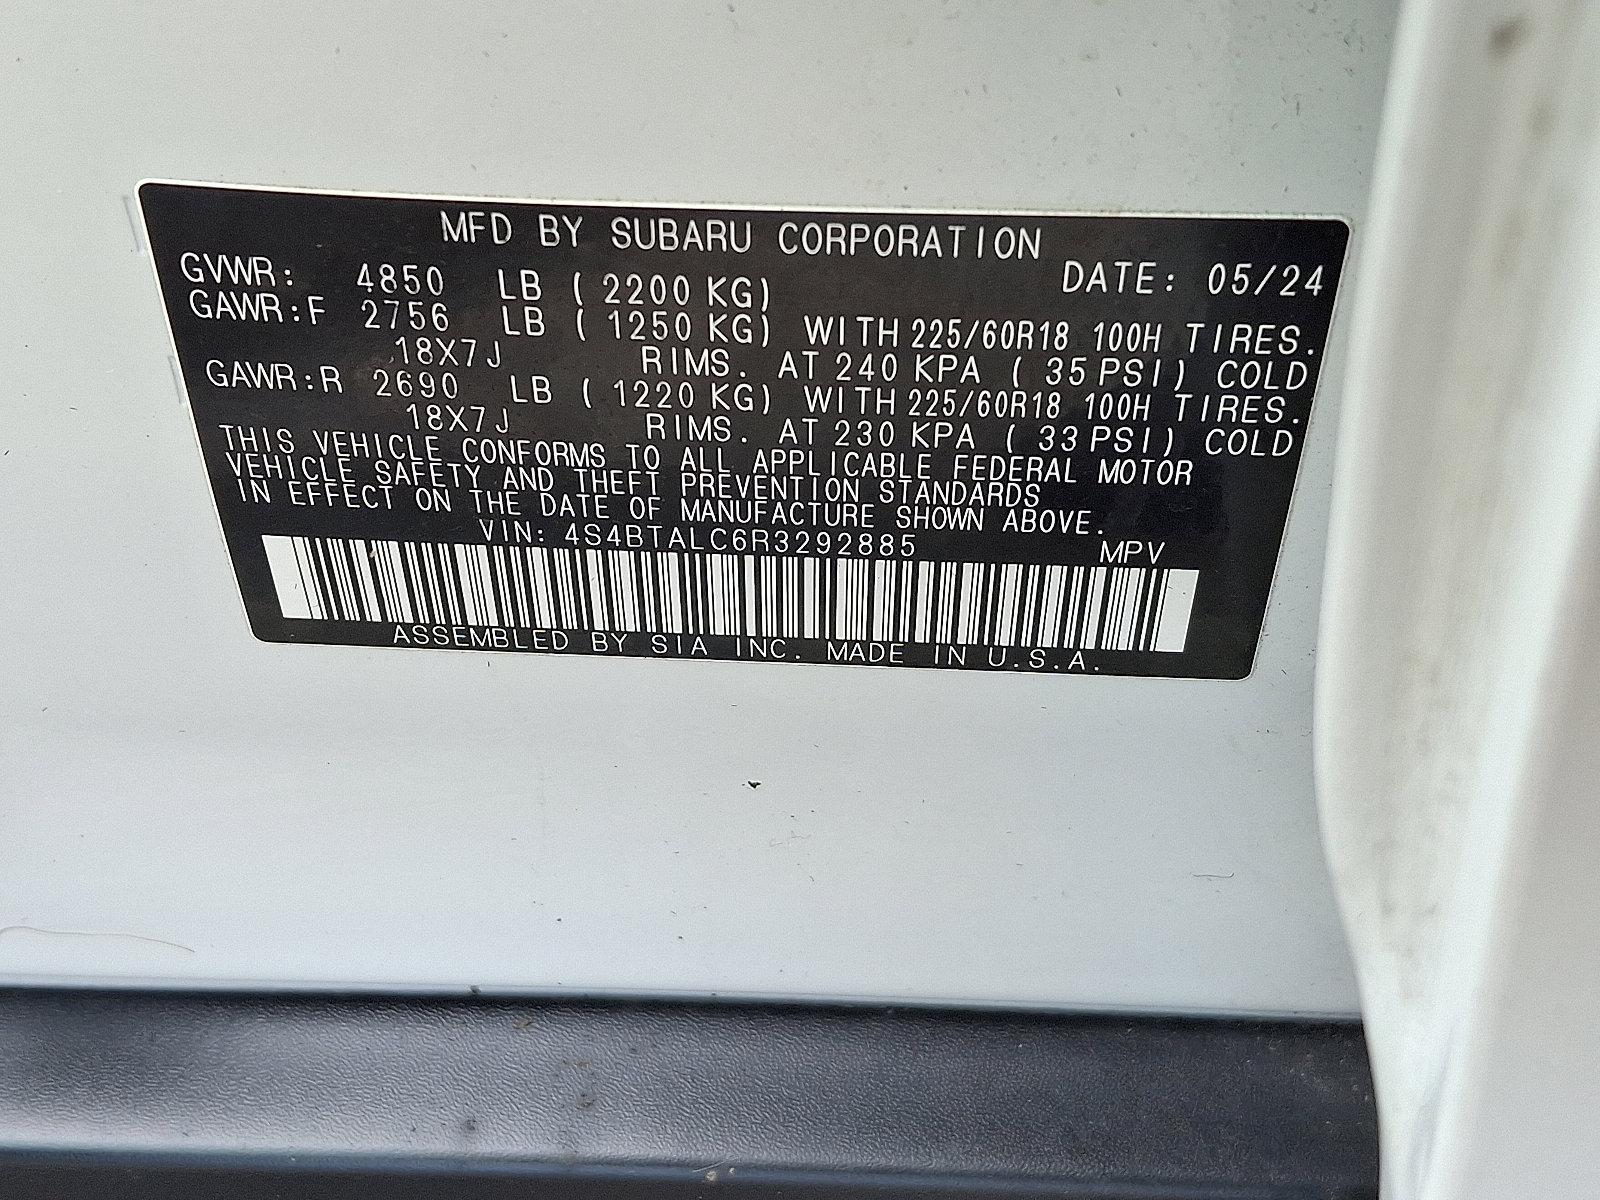 MFD BY SUBARU CORPORATION
DATE: 05/24
GVWR: 4850 LB ( 2200 KG)
GAWR:F 2756 LB ( 1250 KG) WITH 225/60R18 100H TIRES.
18X7J RIMS. AT 240 KPA ( 35 PSI) COLD
GAWR:R 2690 LB ( 1220 KG) WITH 225/60R18 100H TIRES.
18X7J RIMS. AT 230 KPA ( 33 PSI) COLD
THIS VEHICLE CONFORMS TO ALL APPLICABLE FEDERAL MOTOR
VEHICLE SAFETY AND THEFT PREVENTION STANDARDS
IN EFFECT ON THE DATE OF MANUFACTURE SHOWN ABOVE.
VIN: 4S4BTALC6R3292885 MPV
ASSEMBLED BY SIA INC. MADE IN U.S.A.